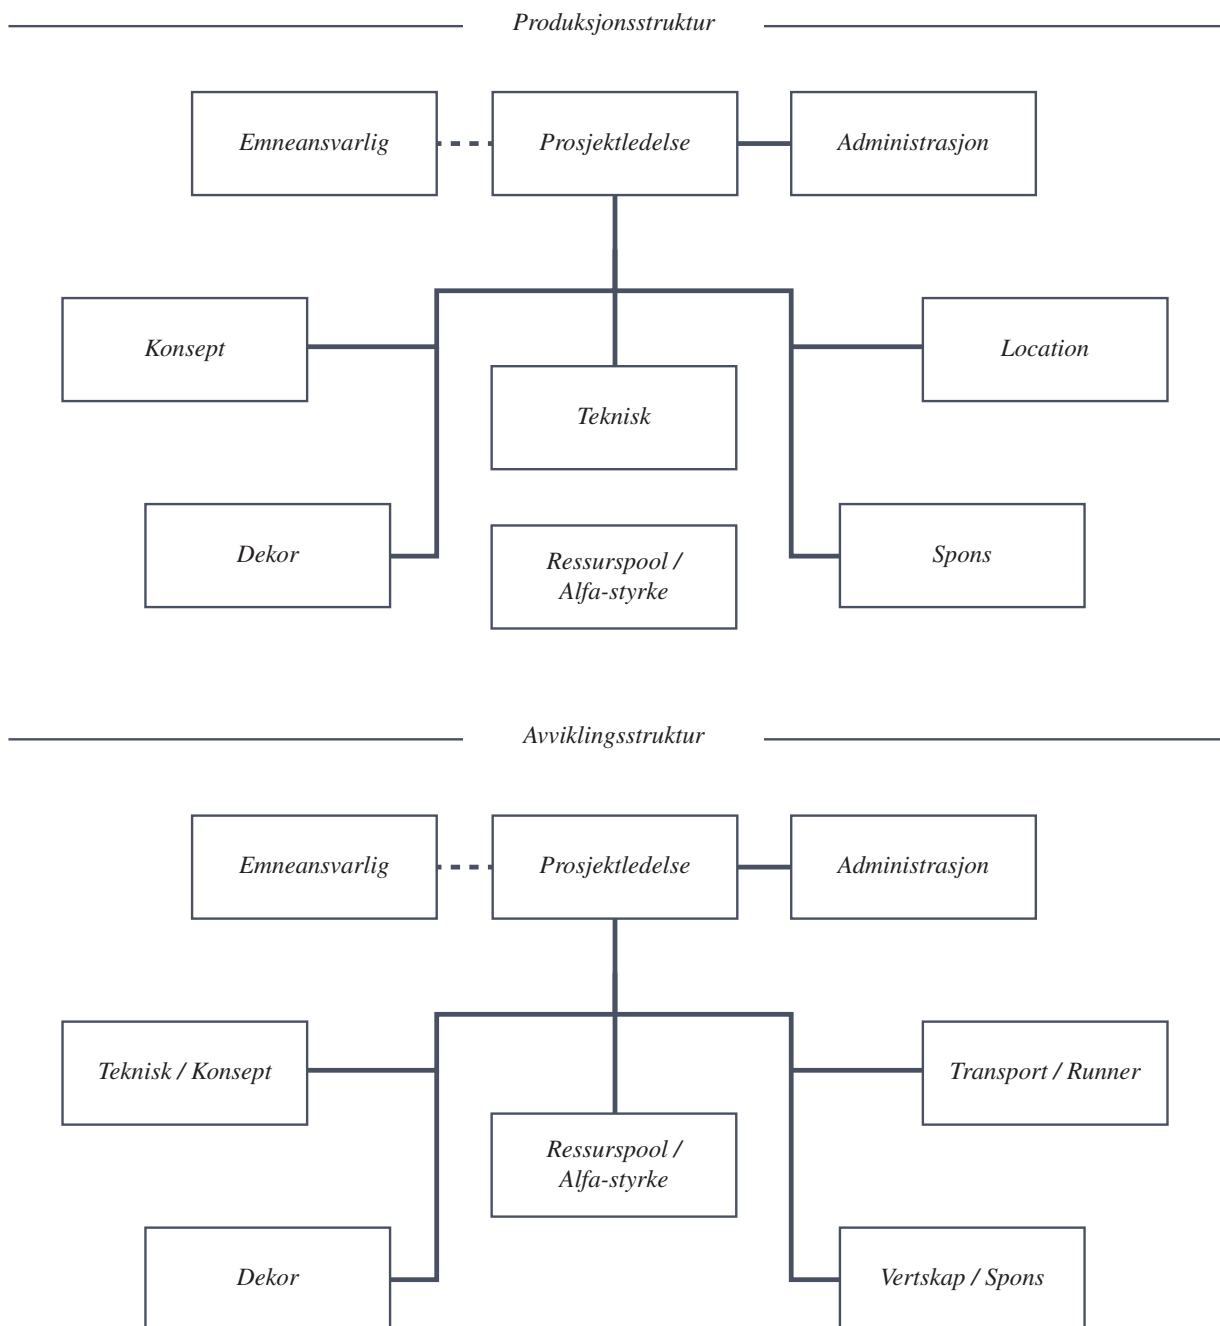 Produksjonsstruktur
Emneansvarlig
Prosjektledelse
Administrasjon
Konsept
Location
Teknisk
Dekor
Ressurspool /
Alfa-styrke
Spons
Avviklingsstruktur
Emneansvarlig
Prosjektledelse
Administrasjon
Teknisk / Konsept
Transport / Runner
Ressurspool /
Alfa-styrke
Dekor
Vertskap / Spons